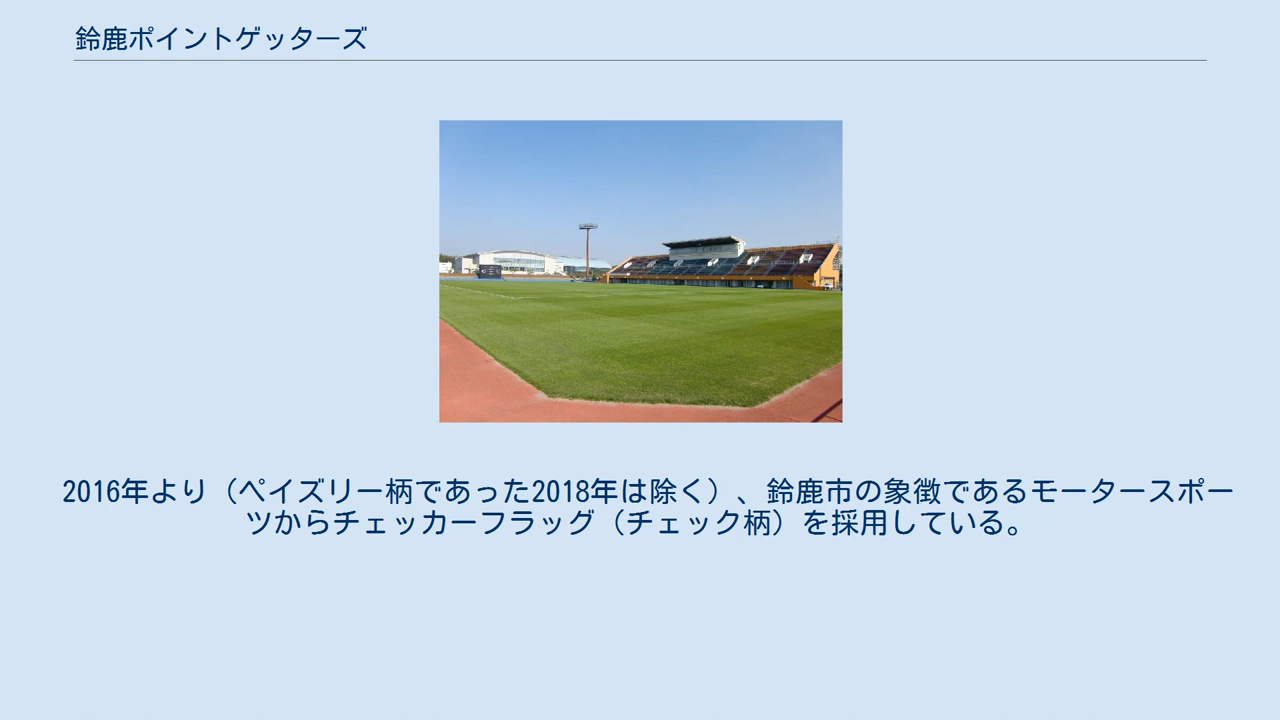 鈴鹿ポイントゲッターズ
2016年より（ペイズリー柄であった2018年は除く）、鈴鹿市の象徴であるモータースポー
ツからチェッカーフラッグ（チェック柄）を採用している。